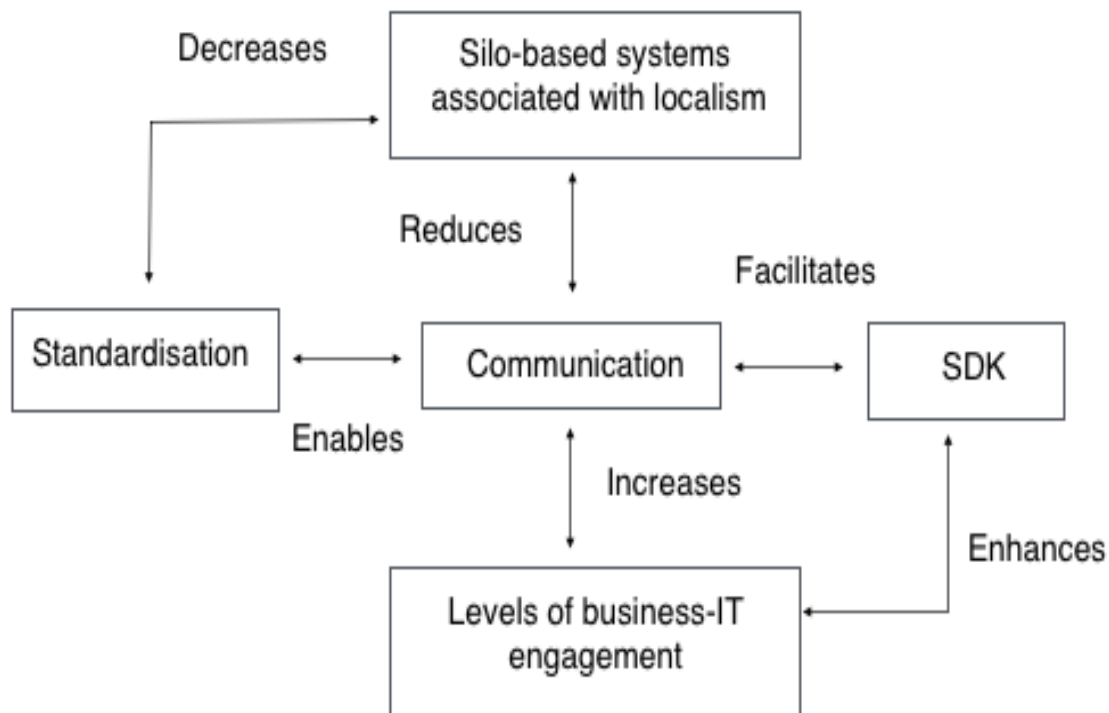 Decreases
Silo-based systems
associated with localism
Reduces
Facilitates
Standardisation
Communication
SDK
Enables
Increases
Enhances
Levels of business-IT
engagement